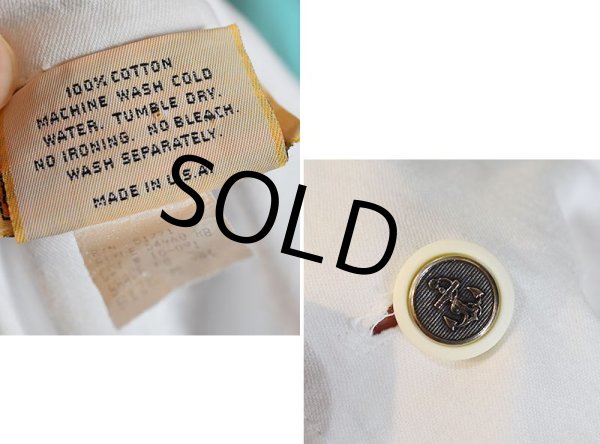 100% COTTON
MACHINE WASH COLD
WATER. TUMBLE DRY.
NO IRONING. NO BLEACH.
WASH SEPARATELY.
MADE IN U.S.A.
SOLD